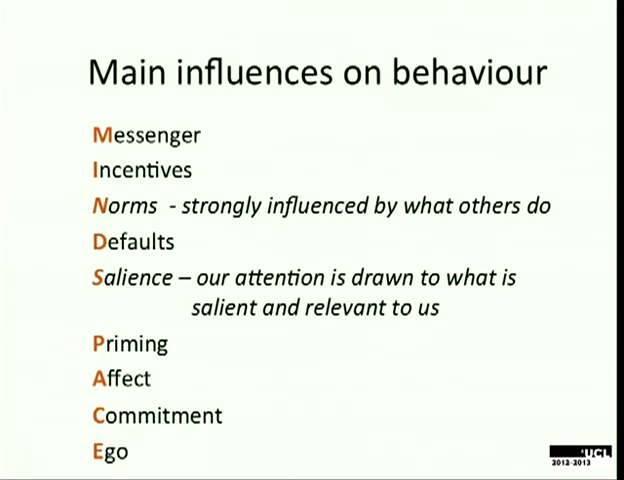 Main influences on behaviour
Messenger
Incentives
Norms - strongly influenced by what others do
Defaults
Salience – our attention is drawn to what is
salient and relevant to us
Priming
Affect
Commitment
Ego
UCL
2012-2013